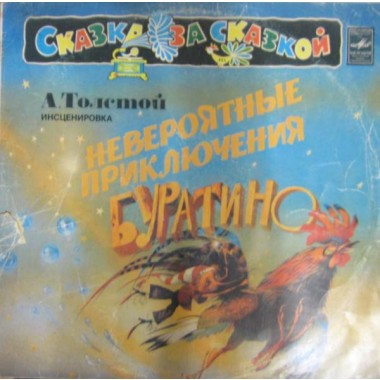 СКАЗКА ЗА СКАЗКОЙ
А. Толстой
ИНСЦЕНИРОВКА
НЕВЕРОЯТНЫЕ
ПРИКЛЮЧЕНИЯ
БУРАТИНО